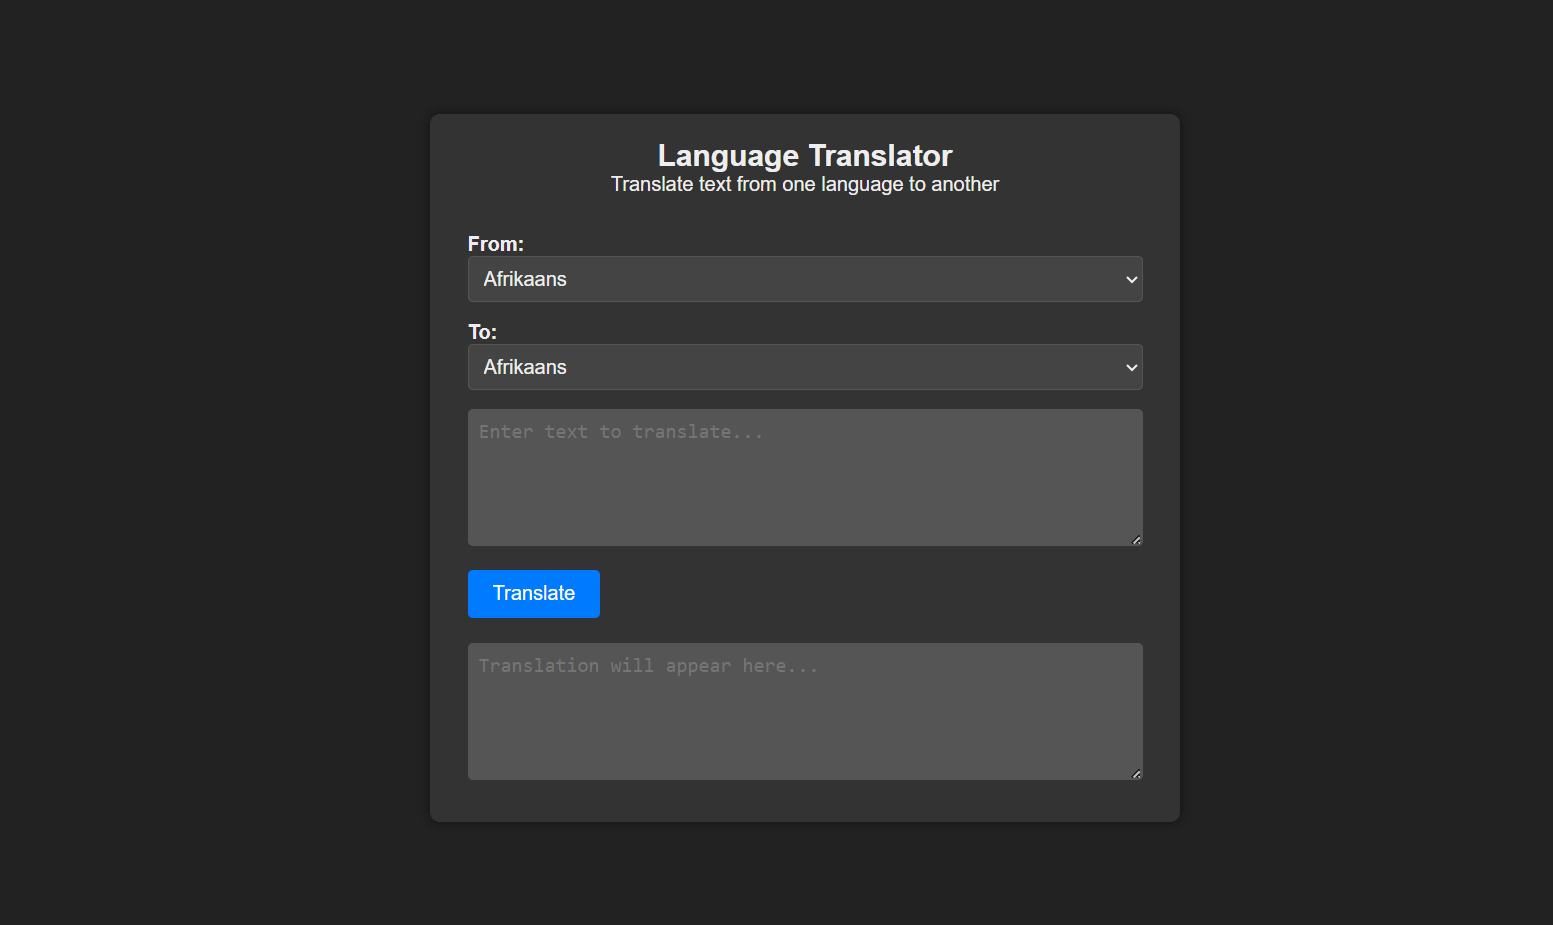 Language Translator
Translate text from one language to another
From:
Afrikaans
To:
Afrikaans
Enter text to translate...
Translate
Translation will appear here...